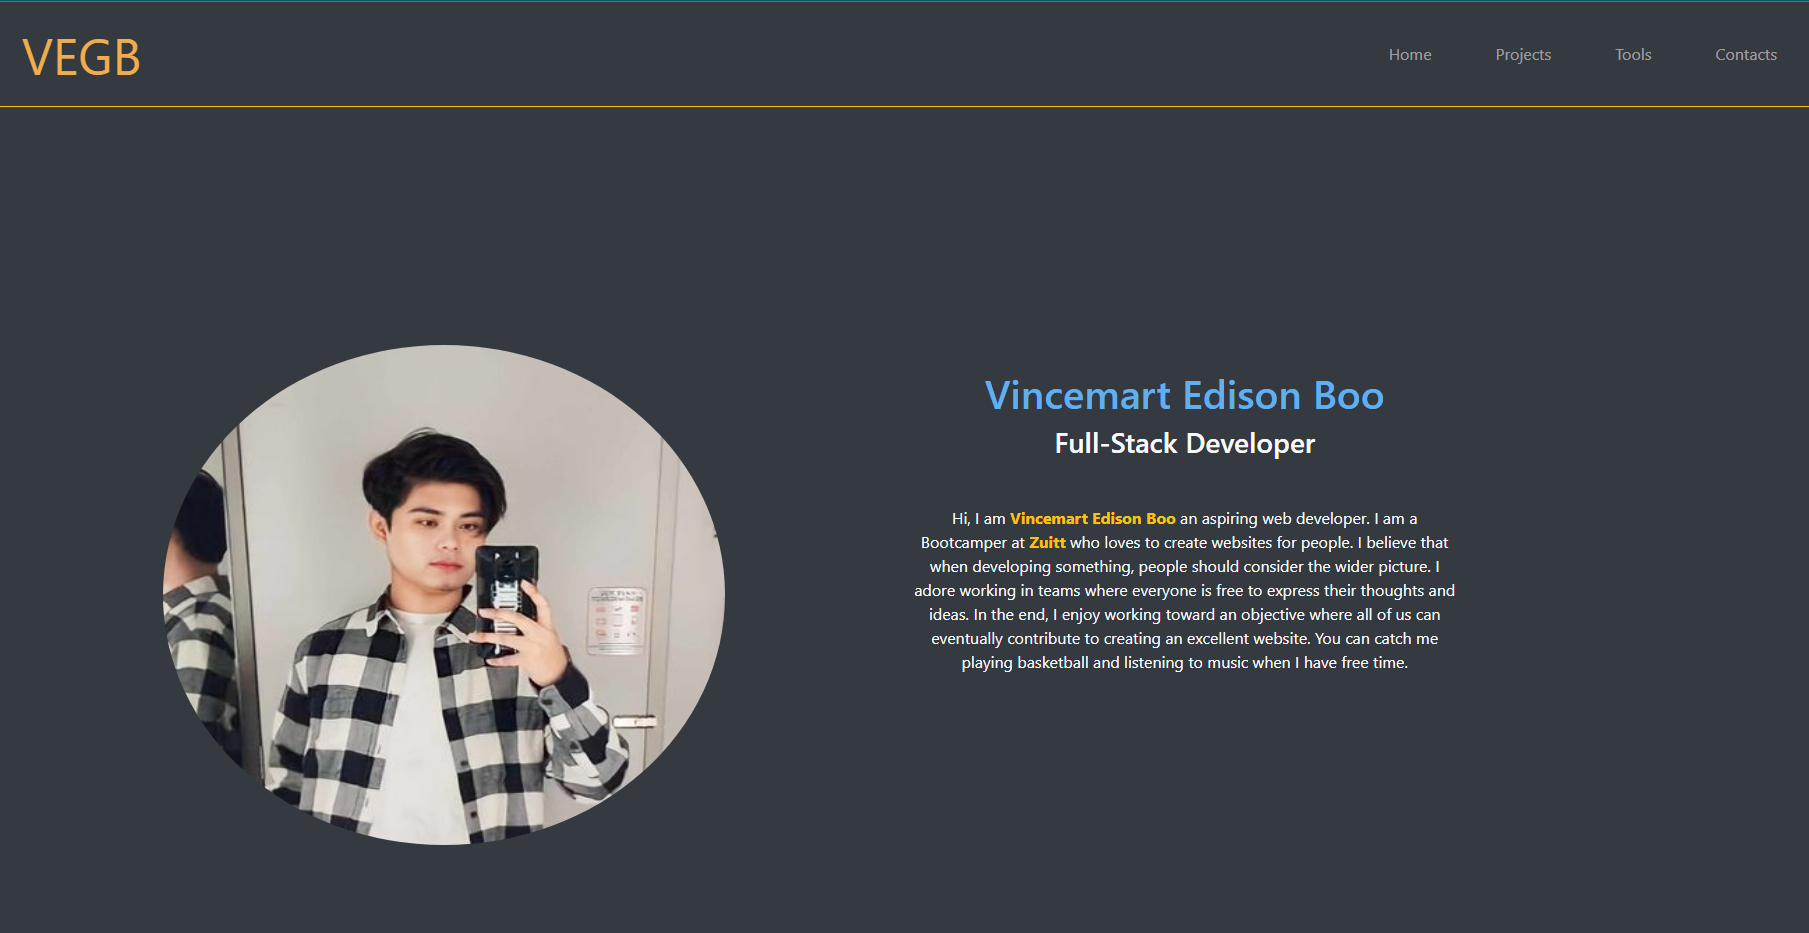 VEGB
Home Projects Tools Contacts
Vincemart Edison Boo
Full-Stack Developer
Hi, I am Vincemart Edison Boo an aspiring web developer. I am a
Bootcamper at Zuitt who loves to create websites for people. I believe that
when developing something, people should consider the wider picture. I
adore working in teams where everyone is free to express their thoughts and
ideas. In the end, I enjoy working toward an objective where all of us can
eventually contribute to creating an excellent website. You can catch me
playing basketball and listening to music when I have free time.